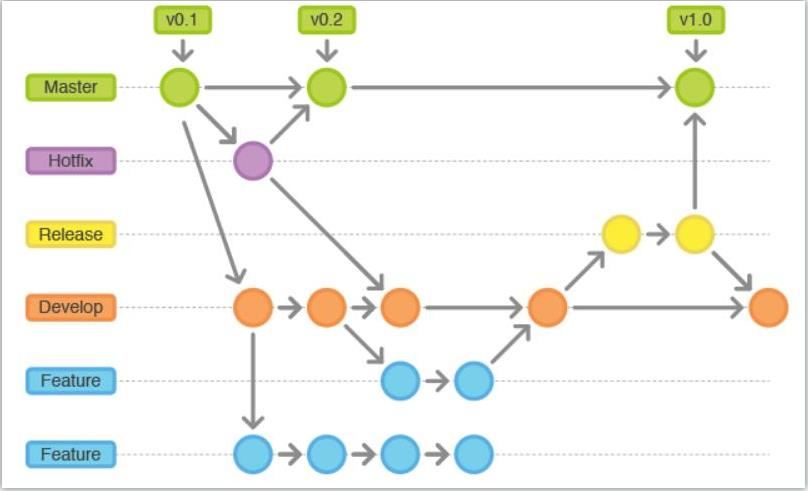 v0.1
v0.2
v1.0
Master
Hotfix
Release
Develop
Feature
Feature